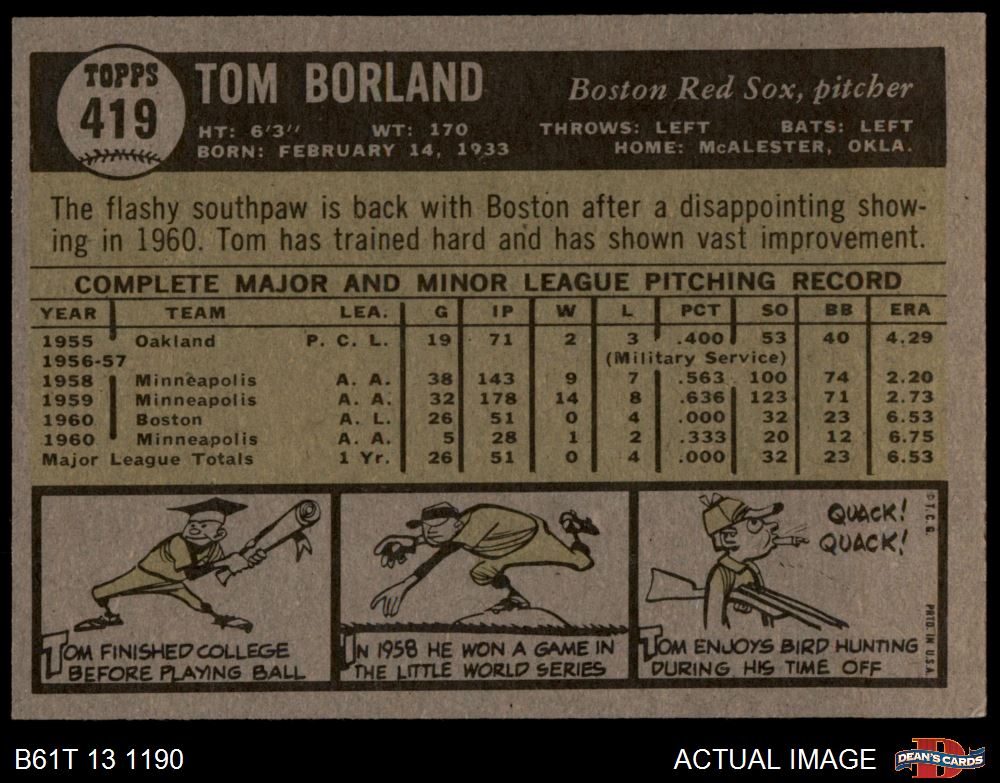 TOPPS
419
TOM BORLAND
Boston Red Sox, pitcher
HT: 6'3" WT: 170 THROWS: LEFT BATS: LEFT
BORN: FEBRUARY 14, 1933 HOME: McALESTER, OKLA.
The flashy southpaw is back with Boston after a disappointing show-
ing in 1960. Tom has trained hard and has shown vast improvement.
COMPLETE MAJOR AND MINOR LEAGUE PITCHING RECORD
YEAR TEAM LEA. G IP W L PCT SO BB ERA
1955 Oakland P. C. L. 19 71 2 3 .400 53 40 4.29
1956-57 (Military Service)
1958 Minneapolis A. A. 38 143 9 7 .563 100 74 2.20
1959 Minneapolis A. A. 32 178 14 8 .636 123 71 2.73
1960 Boston A. L. 26 51 0 4 .000 32 23 6.53
1960 Minneapolis A. A. 5 28 1 2 .333 20 12 6.75
Major League Totals 1 Yr. 26 51 0 4 .000 32 23 6.53
TOM FINISHED COLLEGE
BEFORE PLAYING BALL
IN 1958 HE WON A GAME IN
THE LITTLE WORLD SERIES
QUACK!
QUACK!
TOM ENJOYS BIRD HUNTING
DURING HIS TIME OFF
© T. C. G.
PRTD IN U.S.A.
B61T 13 1190
ACTUAL IMAGE
DEAN'S CARDS